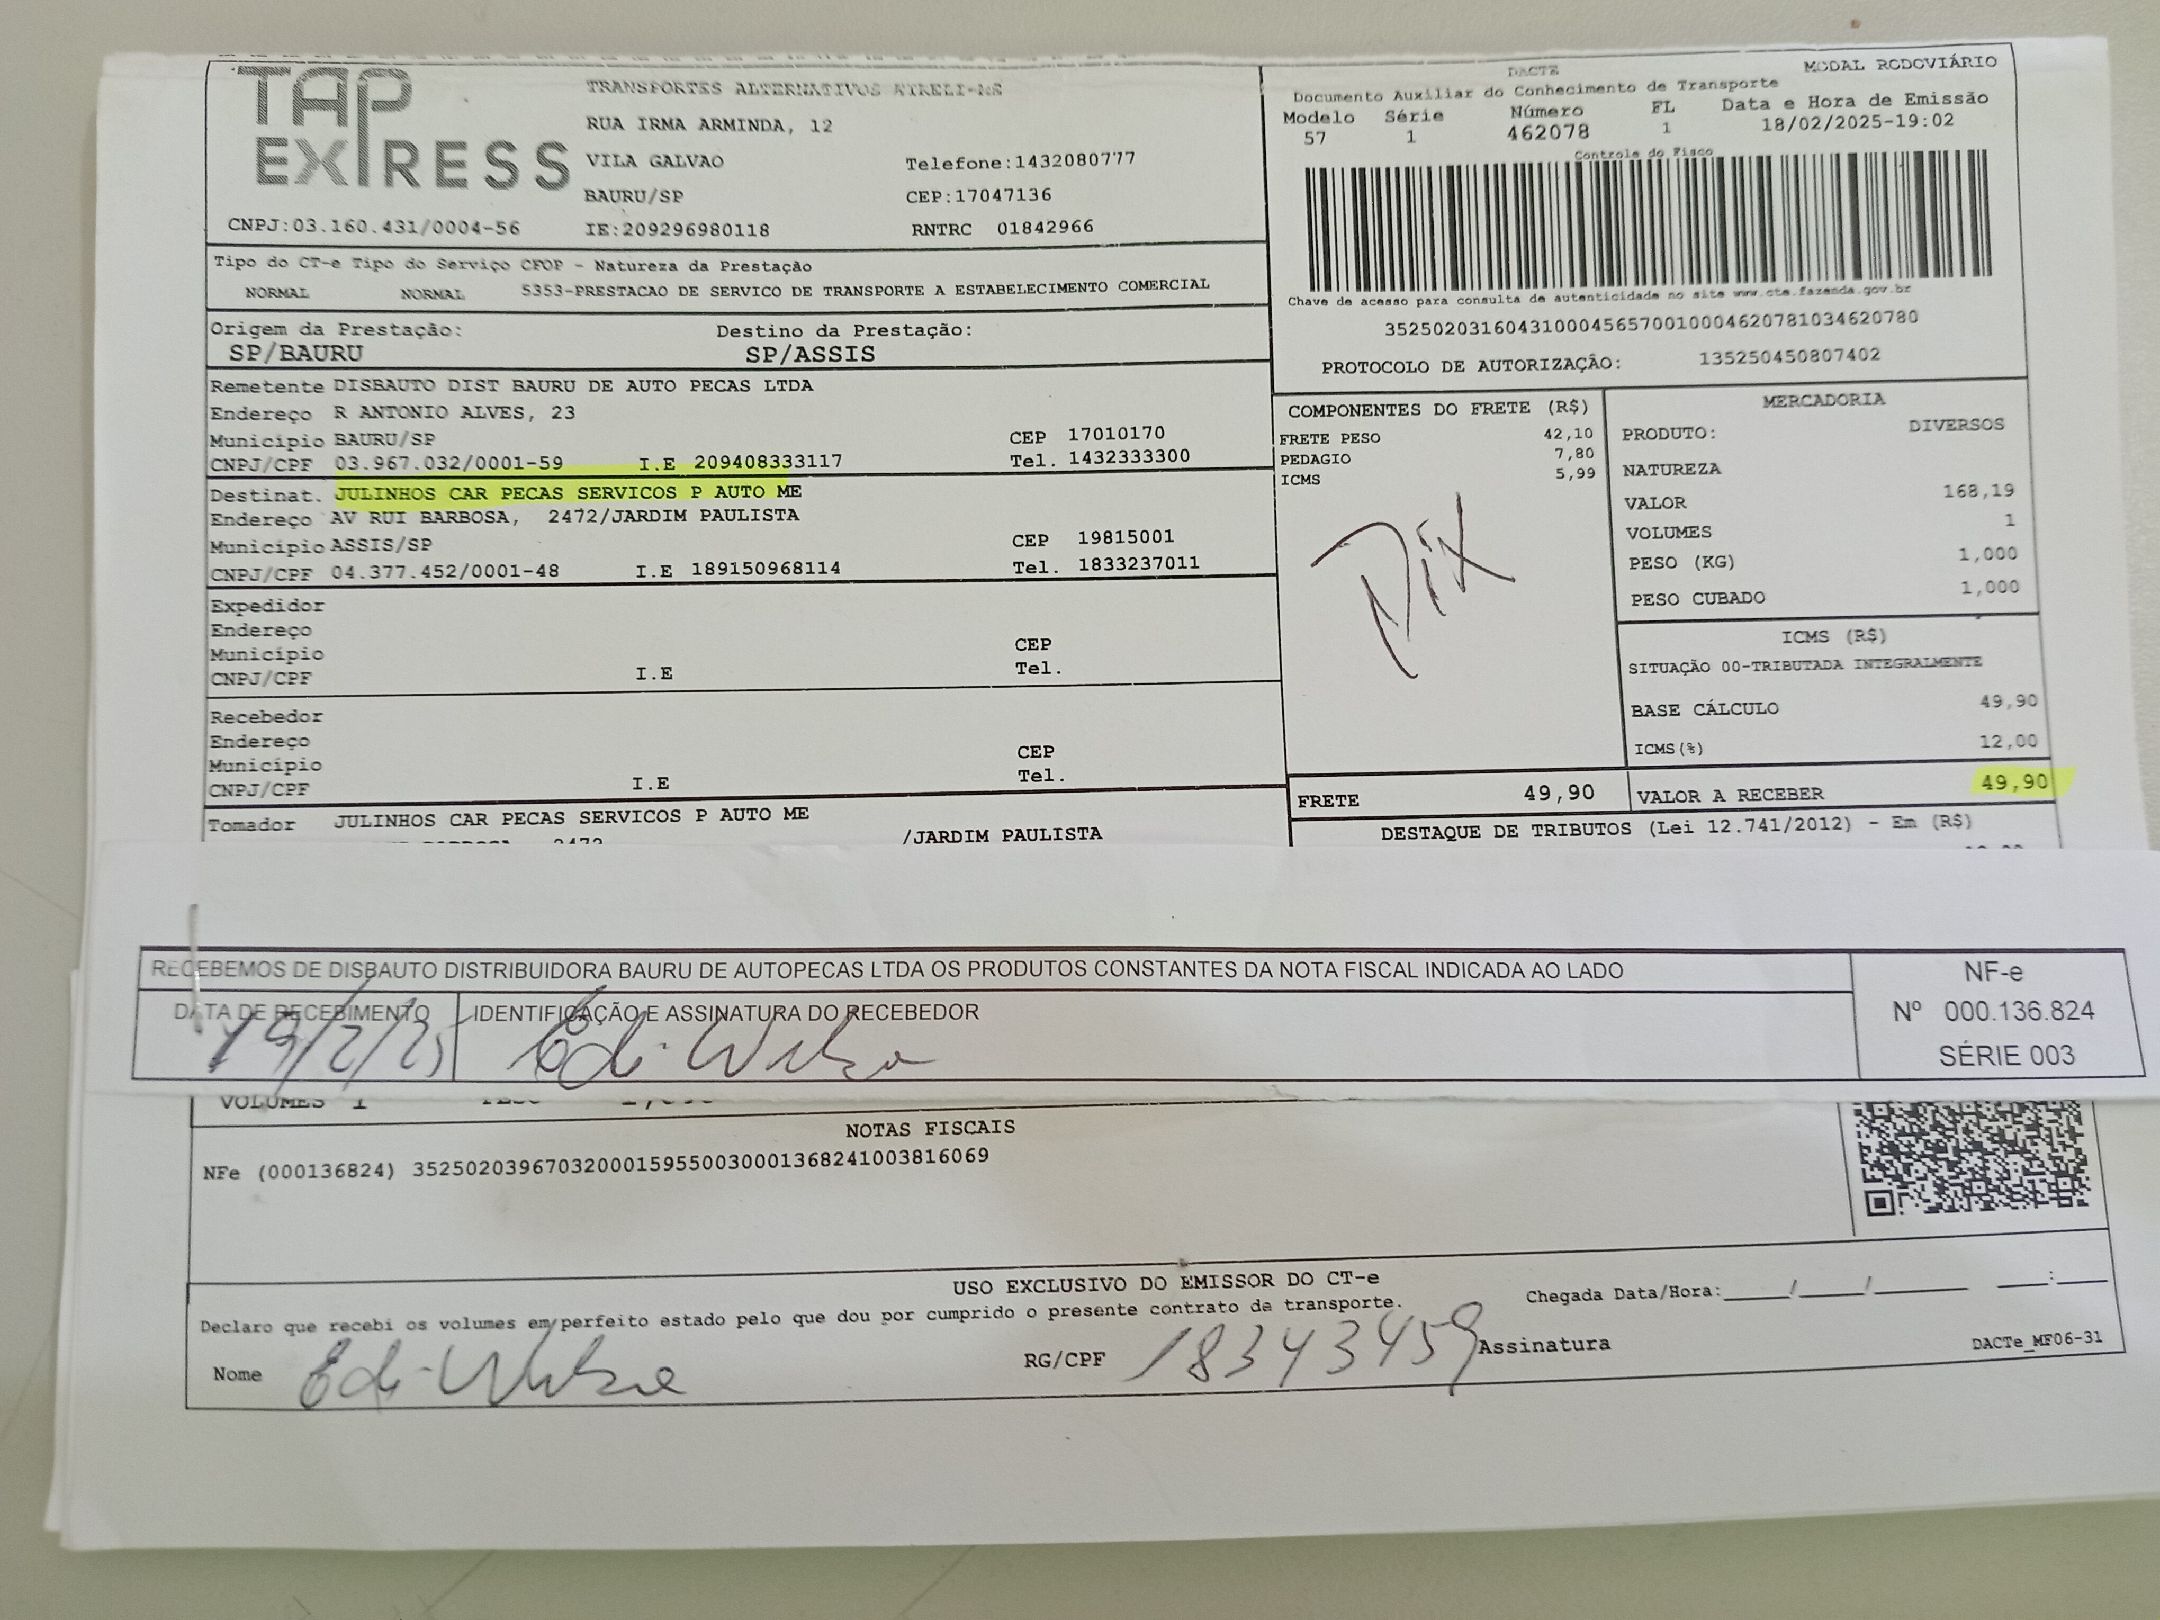 TAP EXPRESS
TRANSPORTES ALTERNATIVOS EIRELI-ME
RUA IRMA ARMINDA, 12
VILA GALVAO Telefone:1432080777
BAURU/SP CEP:17047136
CNPJ:03.160.431/0004-56 IE:209296980118 RNTRC 01842966
DACTE MODAL RODOVIÁRIO
Documento Auxiliar do Conhecimento de Transporte
Modelo Série Número FL Data e Hora de Emissão
57 1 462078 1 18/02/2025-19:02
Controle do Fisco
Chave de acesso para consulta de autenticidade no site www.cte.fazenda.gov.br
35250203160431000456570010004620781034620780
PROTOCOLO DE AUTORIZAÇÃO: 135250450807402
Tipo do CT-e Tipo do Serviço CFOP - Natureza da Prestação
NORMAL NORMAL 5353-PRESTACAO DE SERVICO DE TRANSPORTE A ESTABELECIMENTO COMERCIAL
Origem da Prestação: Destino da Prestação:
SP/BAURU SP/ASSIS
Remetente DISBAUTO DIST BAURU DE AUTO PECAS LTDA
Endereço R ANTONIO ALVES, 23
Município BAURU/SP CEP 17010170
CNPJ/CPF 03.967.032/0001-59 I.E 209408333117 Tel. 1432333300
Destinat. JULINHOS CAR PECAS SERVICOS P AUTO ME
Endereço AV RUI BARBOSA, 2472/JARDIM PAULISTA
Município ASSIS/SP CEP 19815001
CNPJ/CPF 04.377.452/0001-48 I.E 189150968114 Tel. 1833237011
Expedidor
Endereço
Município CEP
CNPJ/CPF I.E Tel.
Recebedor
Endereço
Município CEP
CNPJ/CPF I.E Tel.
Tomador JULINHOS CAR PECAS SERVICOS P AUTO ME
/JARDIM PAULISTA
COMPONENTES DO FRETE (R$)
FRETE PESO 42,10
PEDAGIO 7,80
ICMS 5,99
Pix
FRETE 49,90
MERCADORIA
PRODUTO: DIVERSOS
NATUREZA
VALOR 168,19
VOLUMES 1
PESO (KG) 1,000
PESO CUBADO 1,000
ICMS (R$)
SITUAÇÃO 00-TRIBUTADA INTEGRALMENTE
BASE CÁLCULO 49,90
ICMS(%) 12,00
VALOR A RECEBER 49,90
DESTAQUE DE TRIBUTOS (Lei 12.741/2012) - Em (R$)
RECEBEMOS DE DISBAUTO DISTRIBUIDORA BAURU DE AUTOPECAS LTDA OS PRODUTOS CONSTANTES DA NOTA FISCAL INDICADA AO LADO
DATA DE RECEBIMENTO IDENTIFICAÇÃO E ASSINATURA DO RECEBEDOR
19/2/25
NF-e
Nº 000.136.824
SÉRIE 003
VOLUMES 1
NOTAS FISCAIS
NFe (000136824) 35250203967032000159550030001368241003816069
USO EXCLUSIVO DO EMISSOR DO CT-e
Declaro que recebi os volumes em perfeito estado pelo que dou por cumprido o presente contrato de transporte.
Chegada Data/Hora:_____/_____/_______ ____:____
Nome RG/CPF 18343459 Assinatura
DACTe_MF06-31